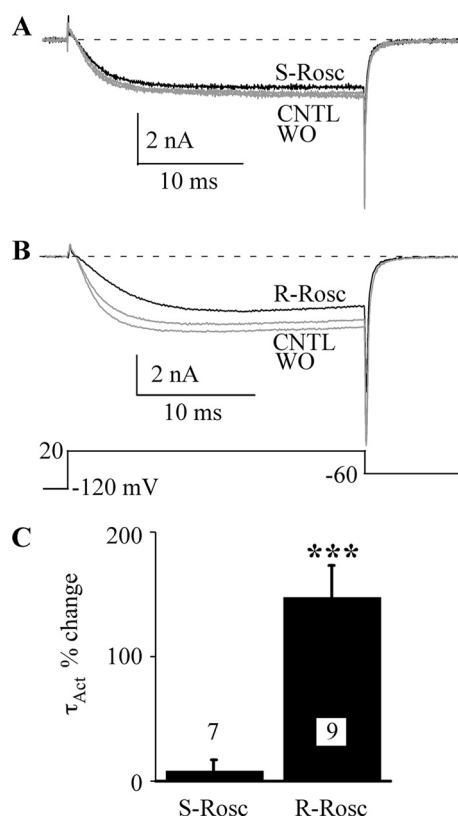 A
S-Rosc
CNTL
WO
2 nA
10 ms
B
R-Rosc
CNTL
WO
2 nA
10 ms
20
-120 mV
-60
C
τAct % change
200
100
0
7
***
9
S-Rosc
R-Rosc